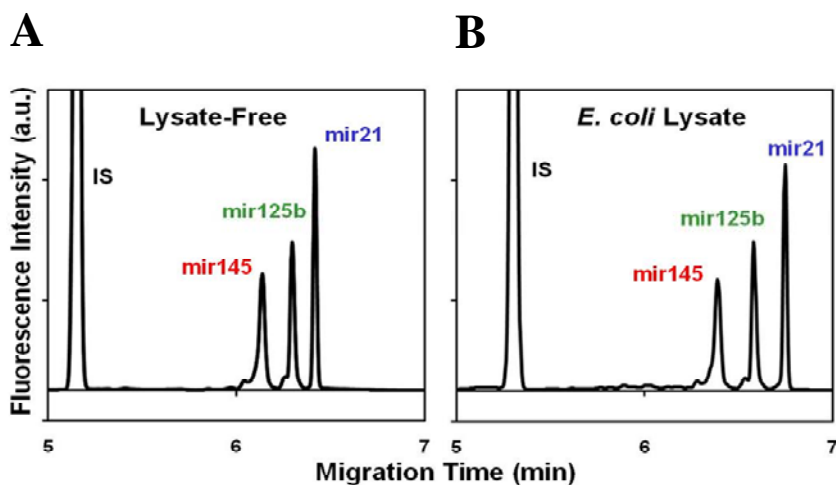 A
B
Fluorescence Intensity (a.u.)
Lysate-Free
IS
mir145
mir125b
mir21
5
6
7
E. coli Lysate
IS
mir145
mir125b
mir21
5
6
7
Migration Time (min)